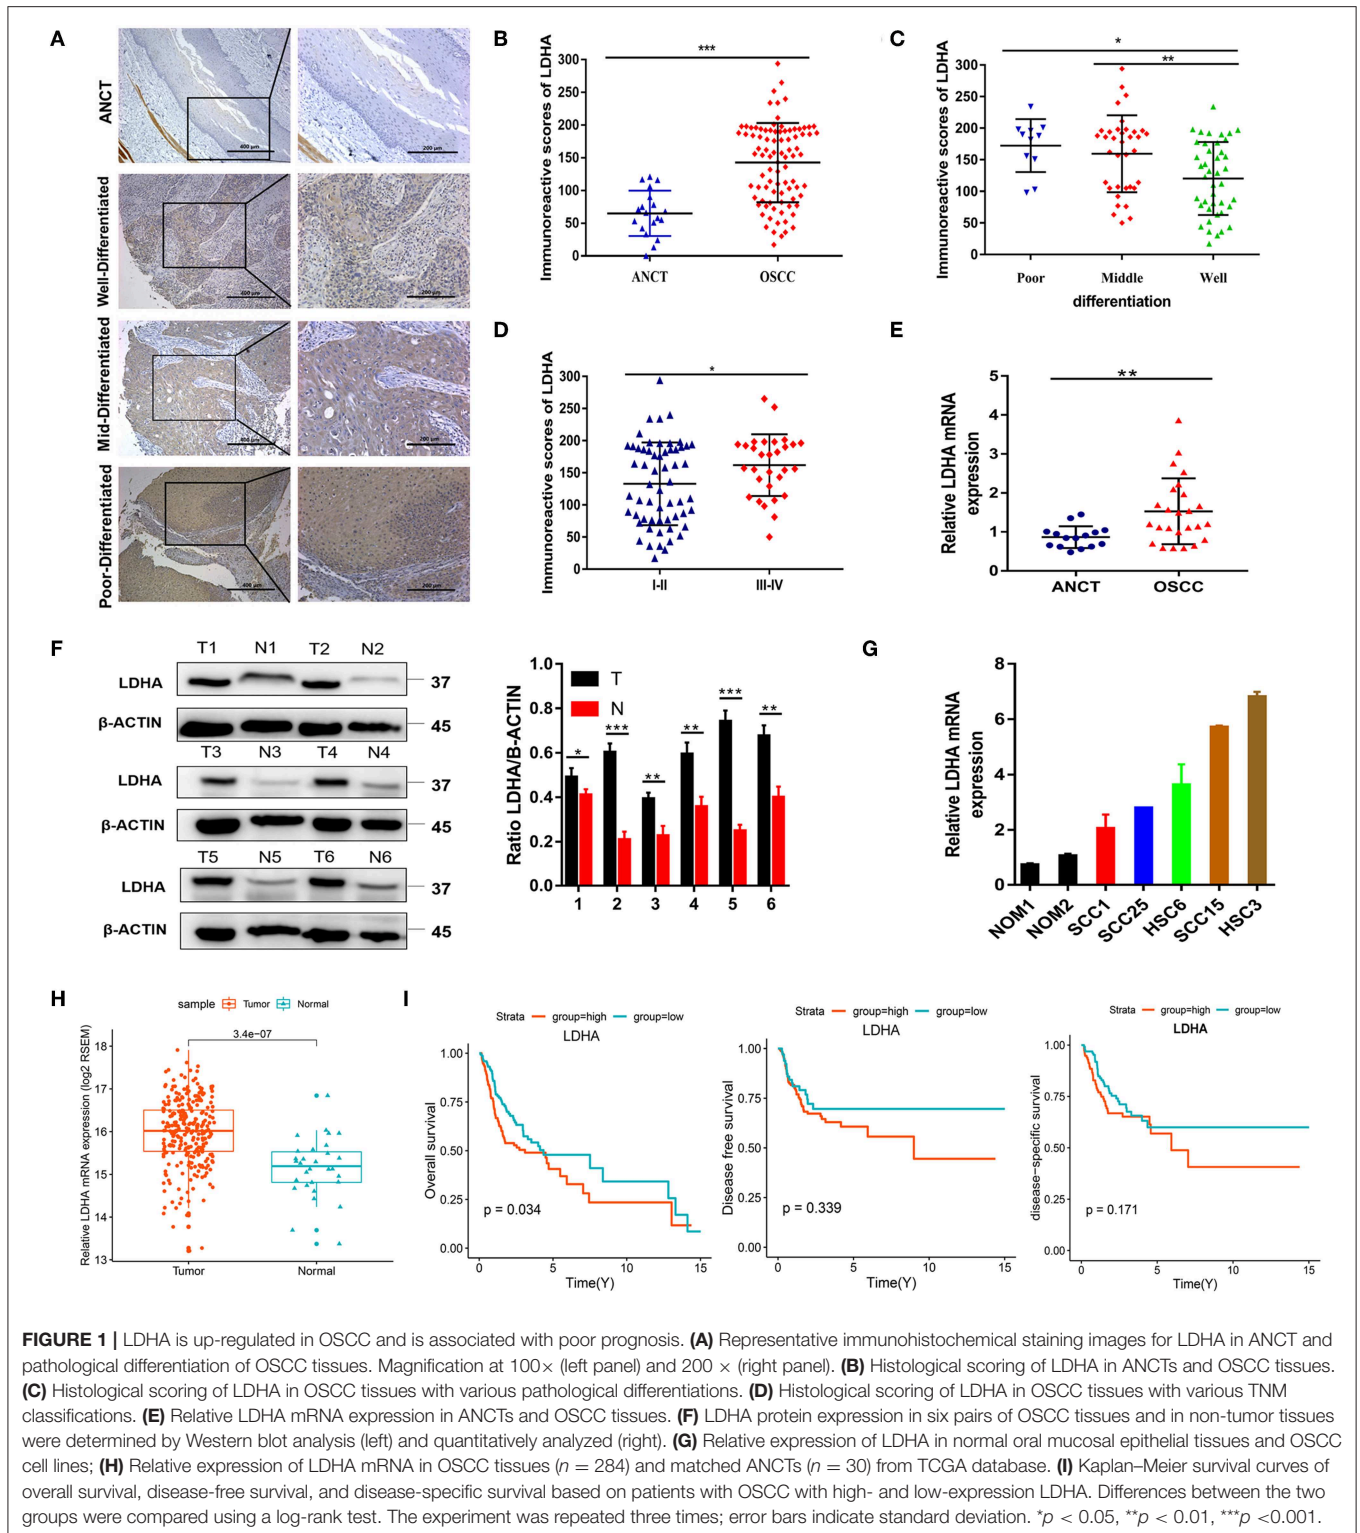 A
ANCT
400 μm
200 μm
Well-Differentiated
400 μm
200 μm
Mid-Differentiated
400 μm
200 μm
Poor-Differentiated
400 μm
200 μm
B
***
Immunoreactive scores of LDHA
300
250
200
150
100
50
0
ANCT OSCC
C
*
**
Immunoreactive scores of LDHA
300
250
200
150
100
50
0
Poor Middle Well
differentiation
D
*
Immunoreactive scores of LDHA
300
250
200
150
100
50
0
I-II III-IV
E
**
Relative LDHA mRNA
expression
5
4
3
2
1
0
ANCT OSCC
F
T1 N1 T2 N2
LDHA 37
β-ACTIN 45
T3 N3 T4 N4
LDHA 37
β-ACTIN 45
T5 N5 T6 N6
LDHA 37
β-ACTIN 45
Ratio LDHA/B-ACTIN
1.0
0.8
0.6
0.4
0.2
0.0
T
N
* *** ** ** *** **
1 2 3 4 5 6
G
Relative LDHA mRNA
expression
8
6
4
2
0
NOM1 NOM2 SCC1 SCC25 HSC6 SCC15 HSC3
H
sample Tumor Normal
3.4e-07
Relative LDHA mRNA expression (log2 RSEM)
18
17
16
15
14
13
Tumor Normal
I
Strata group=high group=low
LDHA
Overall survival
1.00
0.75
0.50
0.25
0.00
p = 0.034
0 5 10 15
Time(Y)
Strata group=high group=low
LDHA
Disease free survival
1.00
0.75
0.50
0.25
0.00
p = 0.339
0 5 10 15
Time(Y)
Strata group=high group=low
LDHA
disease-specific survival
1.00
0.75
0.50
0.25
0.00
p = 0.171
0 5 10 15
Time(Y)
FIGURE 1 | LDHA is up-regulated in OSCC and is associated with poor prognosis. (A) Representative immunohistochemical staining images for LDHA in ANCT and
pathological differentiation of OSCC tissues. Magnification at 100× (left panel) and 200 × (right panel). (B) Histological scoring of LDHA in ANCTs and OSCC tissues.
(C) Histological scoring of LDHA in OSCC tissues with various pathological differentiations. (D) Histological scoring of LDHA in OSCC tissues with various TNM
classifications. (E) Relative LDHA mRNA expression in ANCTs and OSCC tissues. (F) LDHA protein expression in six pairs of OSCC tissues and in non-tumor tissues
were determined by Western blot analysis (left) and quantitatively analyzed (right). (G) Relative expression of LDHA in normal oral mucosal epithelial tissues and OSCC
cell lines; (H) Relative expression of LDHA mRNA in OSCC tissues (n = 284) and matched ANCTs (n = 30) from TCGA database. (I) Kaplan–Meier survival curves of
overall survival, disease-free survival, and disease-specific survival based on patients with OSCC with high- and low-expression LDHA. Differences between the two
groups were compared using a log-rank test. The experiment was repeated three times; error bars indicate standard deviation. *p < 0.05, **p < 0.01, ***p <0.001.